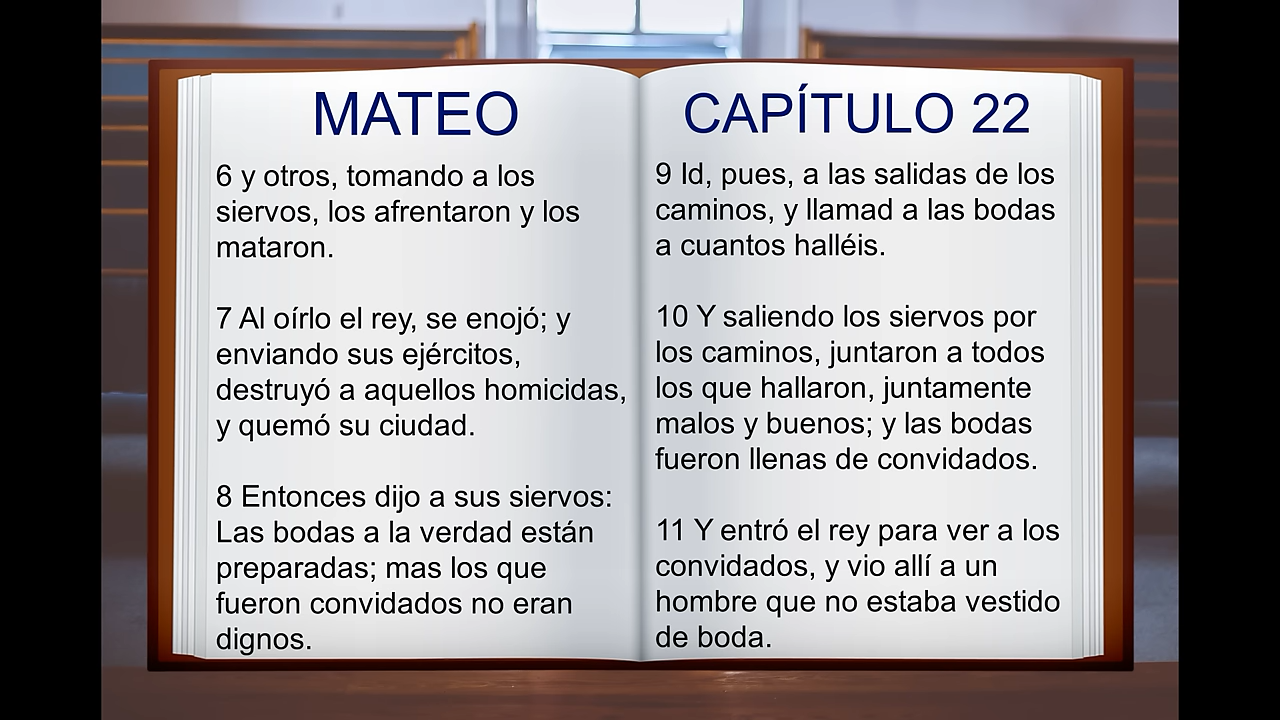 MATEO
6 y otros, tomando a los
siervos, los afrentaron y los
mataron.
7 Al oírlo el rey, se enojó; y
enviando sus ejércitos,
destruyó a aquellos homicidas,
y quemó su ciudad.
8 Entonces dijo a sus siervos:
Las bodas a la verdad están
preparadas; mas los que
fueron convidados no eran
dignos.
CAPÍTULO 22
9 Id, pues, a las salidas de los
caminos, y llamad a las bodas
a cuantos halléis.
10 Y saliendo los siervos por
los caminos, juntaron a todos
los que hallaron, juntamente
malos y buenos; y las bodas
fueron llenas de convidados.
11 Y entró el rey para ver a los
convidados, y vio allí a un
hombre que no estaba vestido
de boda.